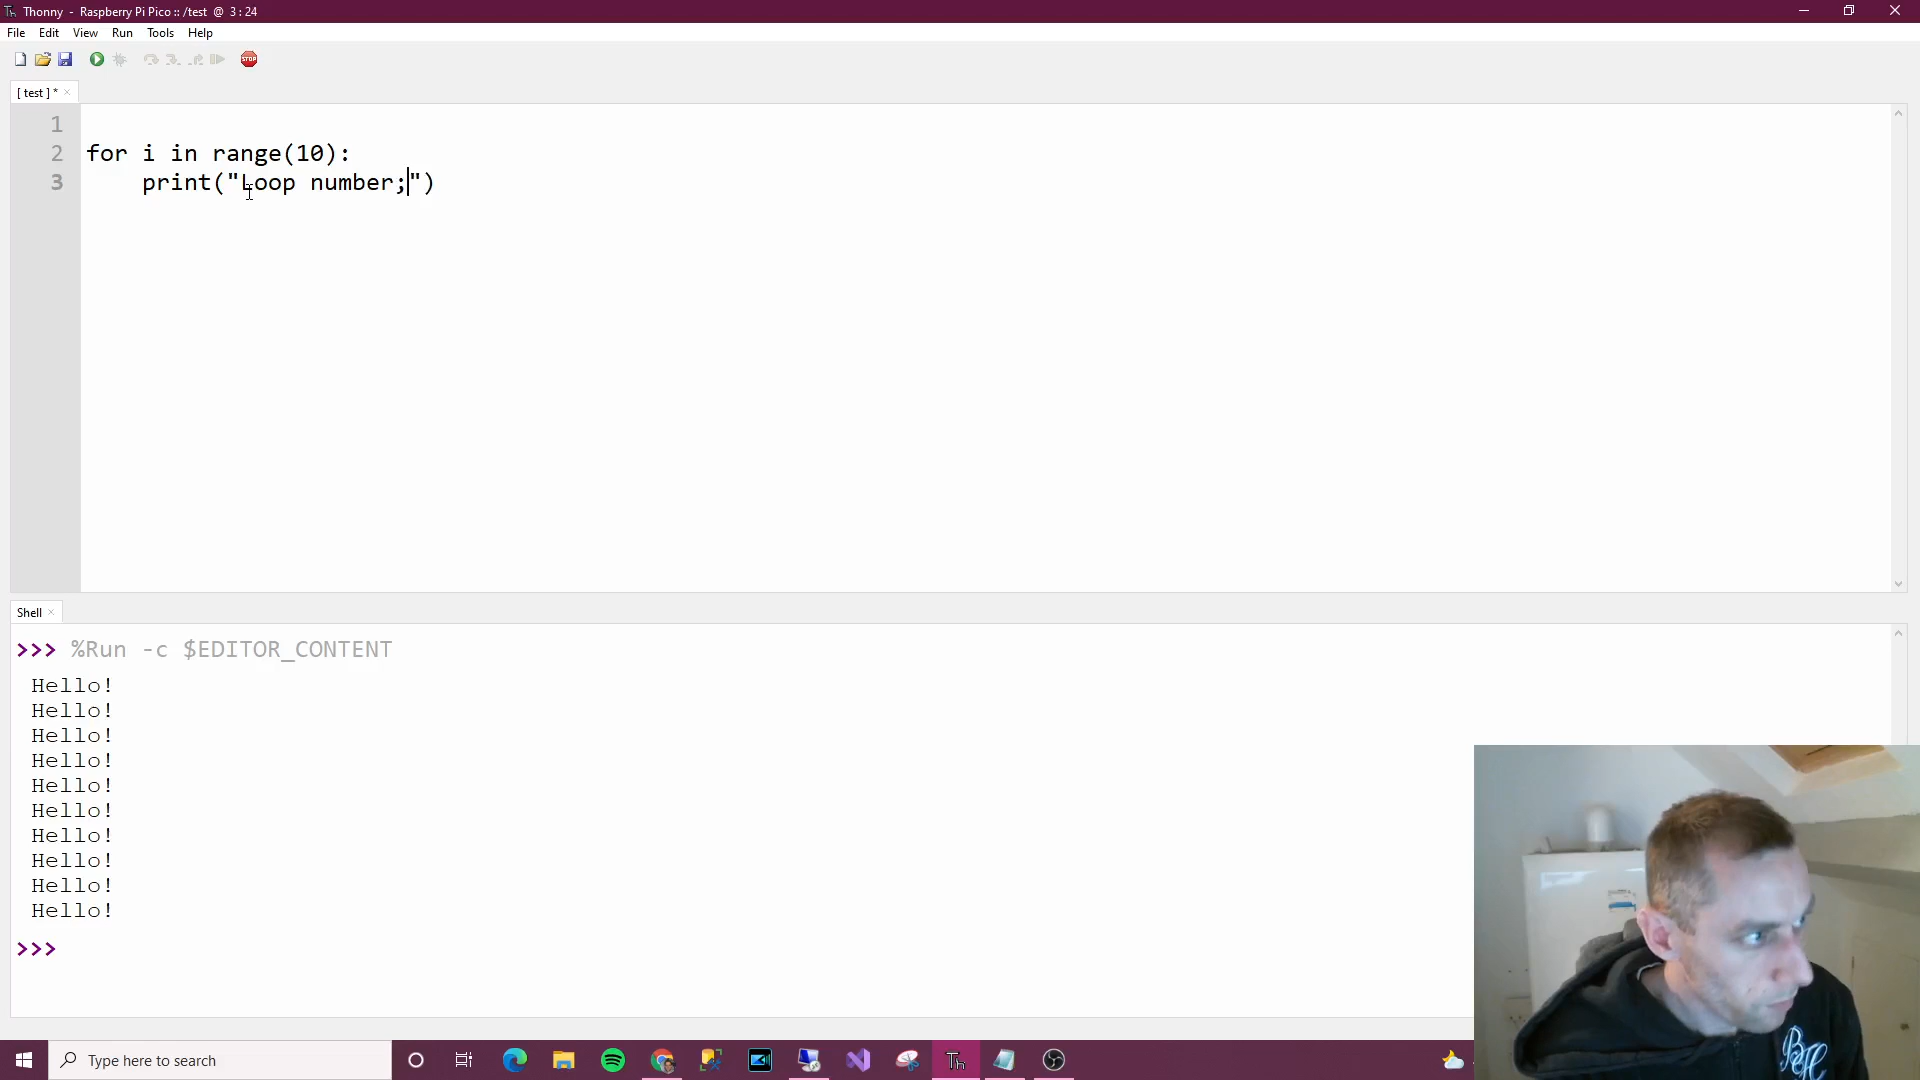 Thonny - Raspberry Pi Pico :: /test @ 3 : 24
File Edit View Run Tools Help
STOP
[ test ] *
1
2 for i in range(10):
3 print("Loop number;")
Shell
>>> %Run -c $EDITOR_CONTENT
Hello!
Hello!
Hello!
Hello!
Hello!
Hello!
Hello!
Hello!
Hello!
Hello!
>>>
Type here to search
Th